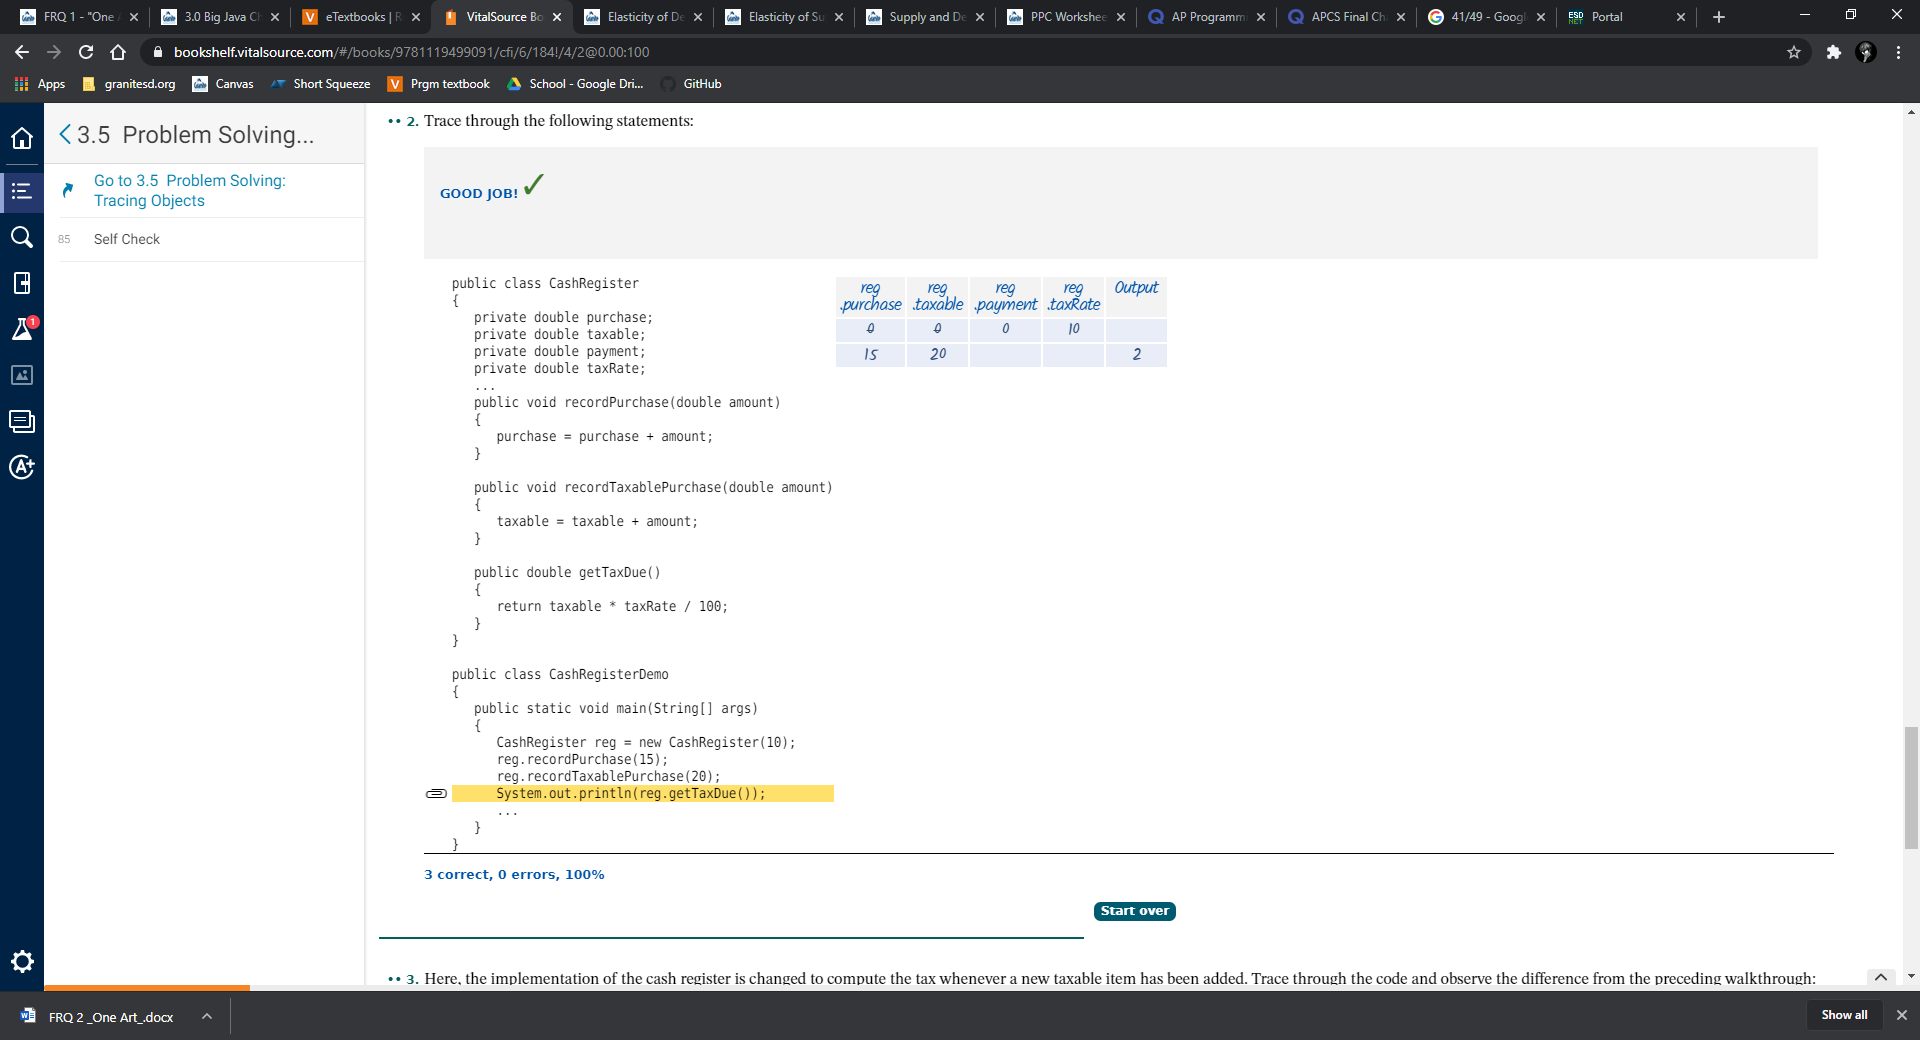 FRQ 1 - "One
3.0 Big Java Ch
eTextbooks | R
VitalSource Bo
Elasticity of De
Elasticity of Su
Supply and De
PPC Workshee
AP Programm
APCS Final Ch
41/49 - Googl
ESD
NET
Portal
bookshelf.vitalsource.com/#/books/9781119499091/cfi/6/184!/4/2@0.00:100
Apps
granitesd.org
Canvas
Short Squeeze
Prgm textbook
School - Google Dri...
GitHub
3.5 Problem Solving...
Go to 3.5 Problem Solving:
Tracing Objects
85 Self Check
1
A+
•• 2. Trace through the following statements:
GOOD JOB!
public class CashRegister
{
private double purchase;
private double taxable;
private double payment;
private double taxRate;
...
public void recordPurchase(double amount)
{
purchase = purchase + amount;
}
public void recordTaxablePurchase(double amount)
{
taxable = taxable + amount;
}
public double getTaxDue()
{
return taxable * taxRate / 100;
}
}
public class CashRegisterDemo
{
public static void main(String[] args)
{
CashRegister reg = new CashRegister(10);
reg.recordPurchase(15);
reg.recordTaxablePurchase(20);
System.out.println(reg.getTaxDue());
...
}
}
reg reg reg reg Output
.purchase .taxable .payment .taxRate
0 0 0 10
15 20 2
3 correct, 0 errors, 100%
Start over
•• 3. Here, the implementation of the cash register is changed to compute the tax whenever a new taxable item has been added. Trace through the code and observe the difference from the preceding walkthrough:
FRQ 2 _One Art_.docx
Show all